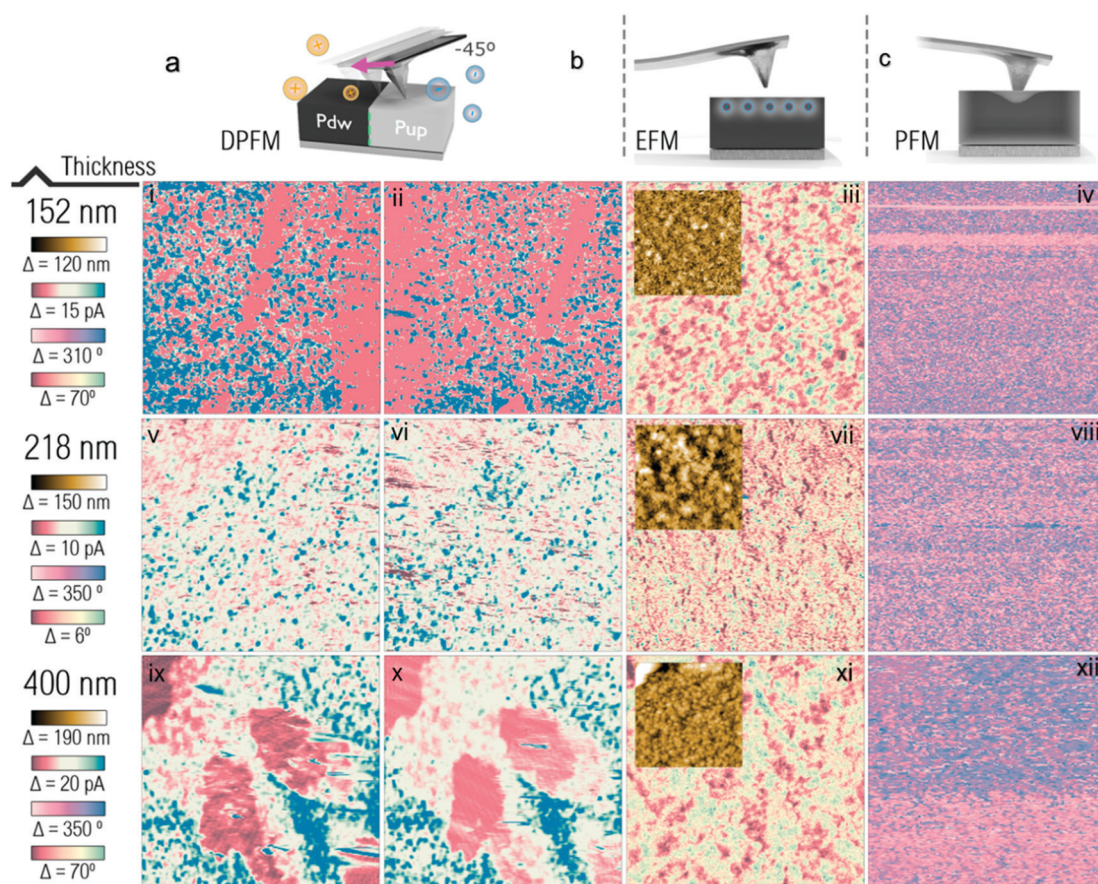 a
-45º
Pdw
Pup
DPFM
b
EFM
c
PFM
Thickness
152 nm
Δ = 120 nm
Δ = 15 pA
Δ = 310 º
Δ = 70º
i
ii
iii
iv
218 nm
Δ = 150 nm
Δ = 10 pA
Δ = 350 º
Δ = 6º
v
vi
vii
viii
400 nm
Δ = 190 nm
Δ = 20 pA
Δ = 350 º
Δ = 70º
ix
x
xi
xii